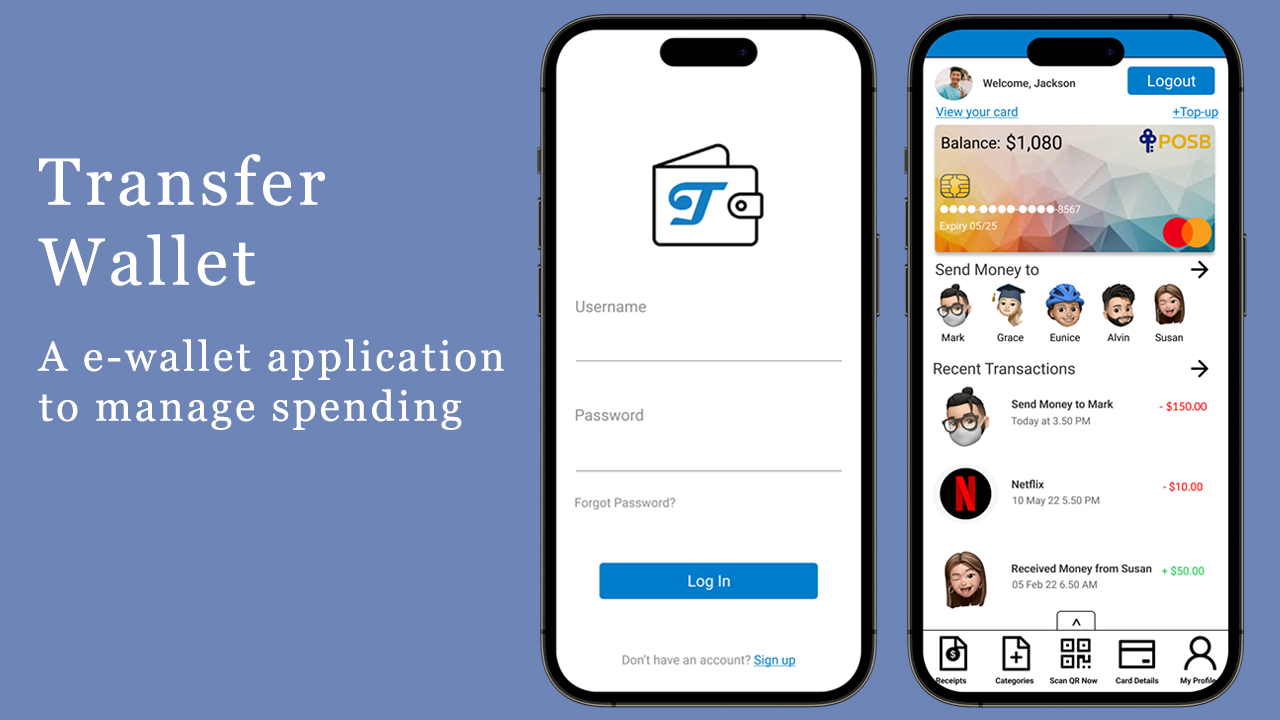 Transfer
Wallet
A e-wallet application
to manage spending
T
Username
Password
Forgot Password?
Log In
Don't have an account? Sign up
Welcome, Jackson
Logout
View your card
+Top-up
Balance: $1,080
POSB
●●●●-●●●●-●●●●-8567
Expiry 05/25
Send Money to
Mark
Grace
Eunice
Alvin
Susan
Recent Transactions
Send Money to Mark
- $150.00
Today at 3.50 PM
Netflix
- $10.00
10 May 22 5.50 PM
N
Received Money from Susan
+ $50.00
05 Feb 22 6.50 AM
Receipts
Categories
Scan QR Now
Card Details
My Profile